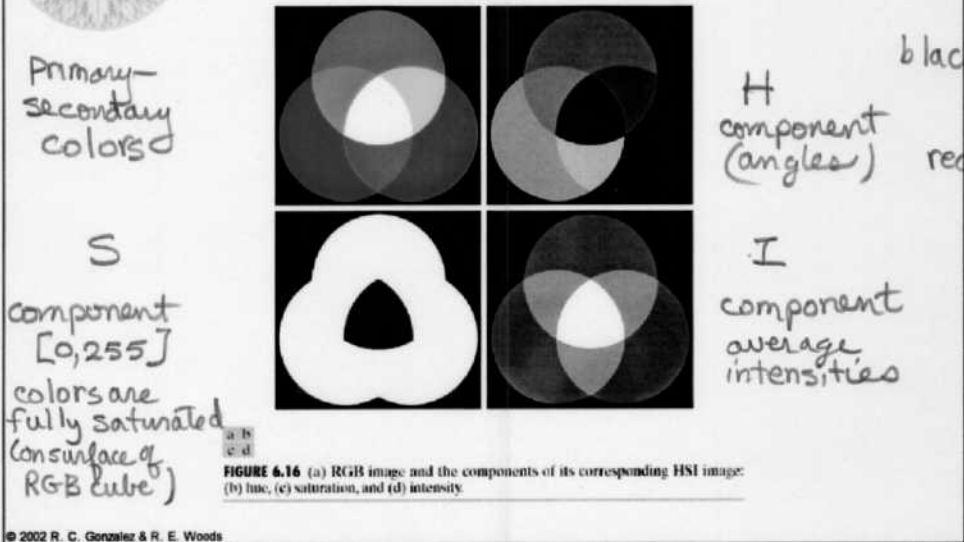 Primary-
secondary
colors
H
component
(angles)
S
component
[0,255]
colors are
fully saturated
(on surface of
RGB cube)
I
component
average
intensities
a b
c d
FIGURE 6.16 (a) RGB image and the components of its corresponding HSI image:
(b) hue, (c) saturation, and (d) intensity.
© 2002 R. C. Gonzalez & R. E. Woods